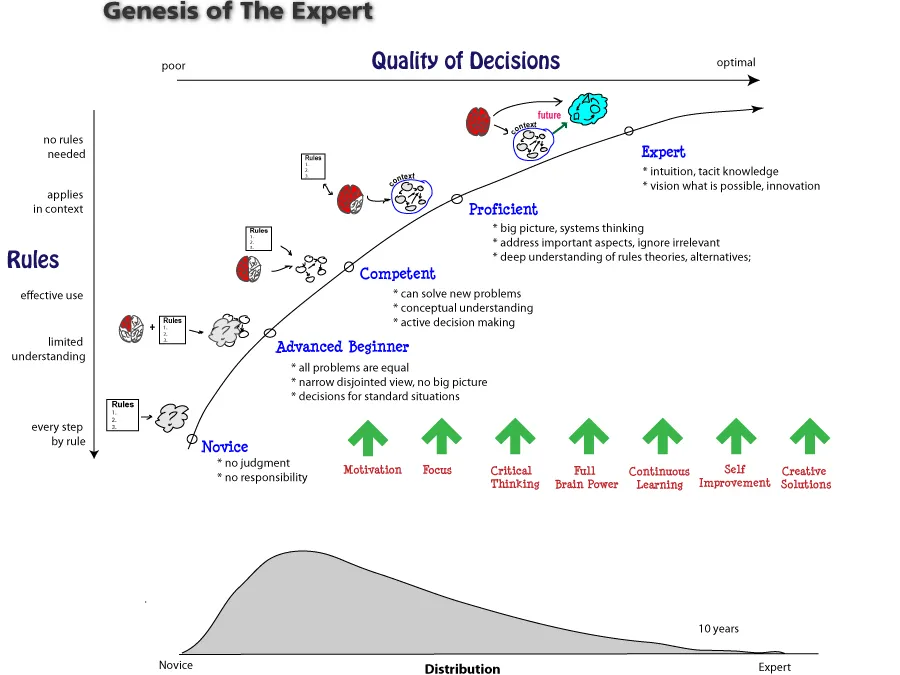 Genesis of The Expert
Quality of Decisions
poor
optimal
Rules
no rules
needed
applies
in context
effective use
limited
understanding
every step
by rule
future
context
Expert
* intuition, tacit knowledge
* vision what is possible, innovation
Rules
1.
2.
3.
context
Proficient
* big picture, systems thinking
* address important aspects, ignore irrelevant
* deep understanding of rules theories, alternatives;
Rules
1.
2.
3.
Competent
* can solve new problems
* conceptual understanding
* active decision making
+
Rules
1.
2.
3.
?
Advanced Beginner
* all problems are equal
* narrow disjointed view, no big picture
* decisions for standard situations
Rules
1.
2.
3.
?
Novice
* no judgment
* no responsibility
Motivation
Focus
Critical
Thinking
Full
Brain Power
Continuous
Learning
Self
Improvement
Creative
Solutions
10 years
Novice
Distribution
Expert